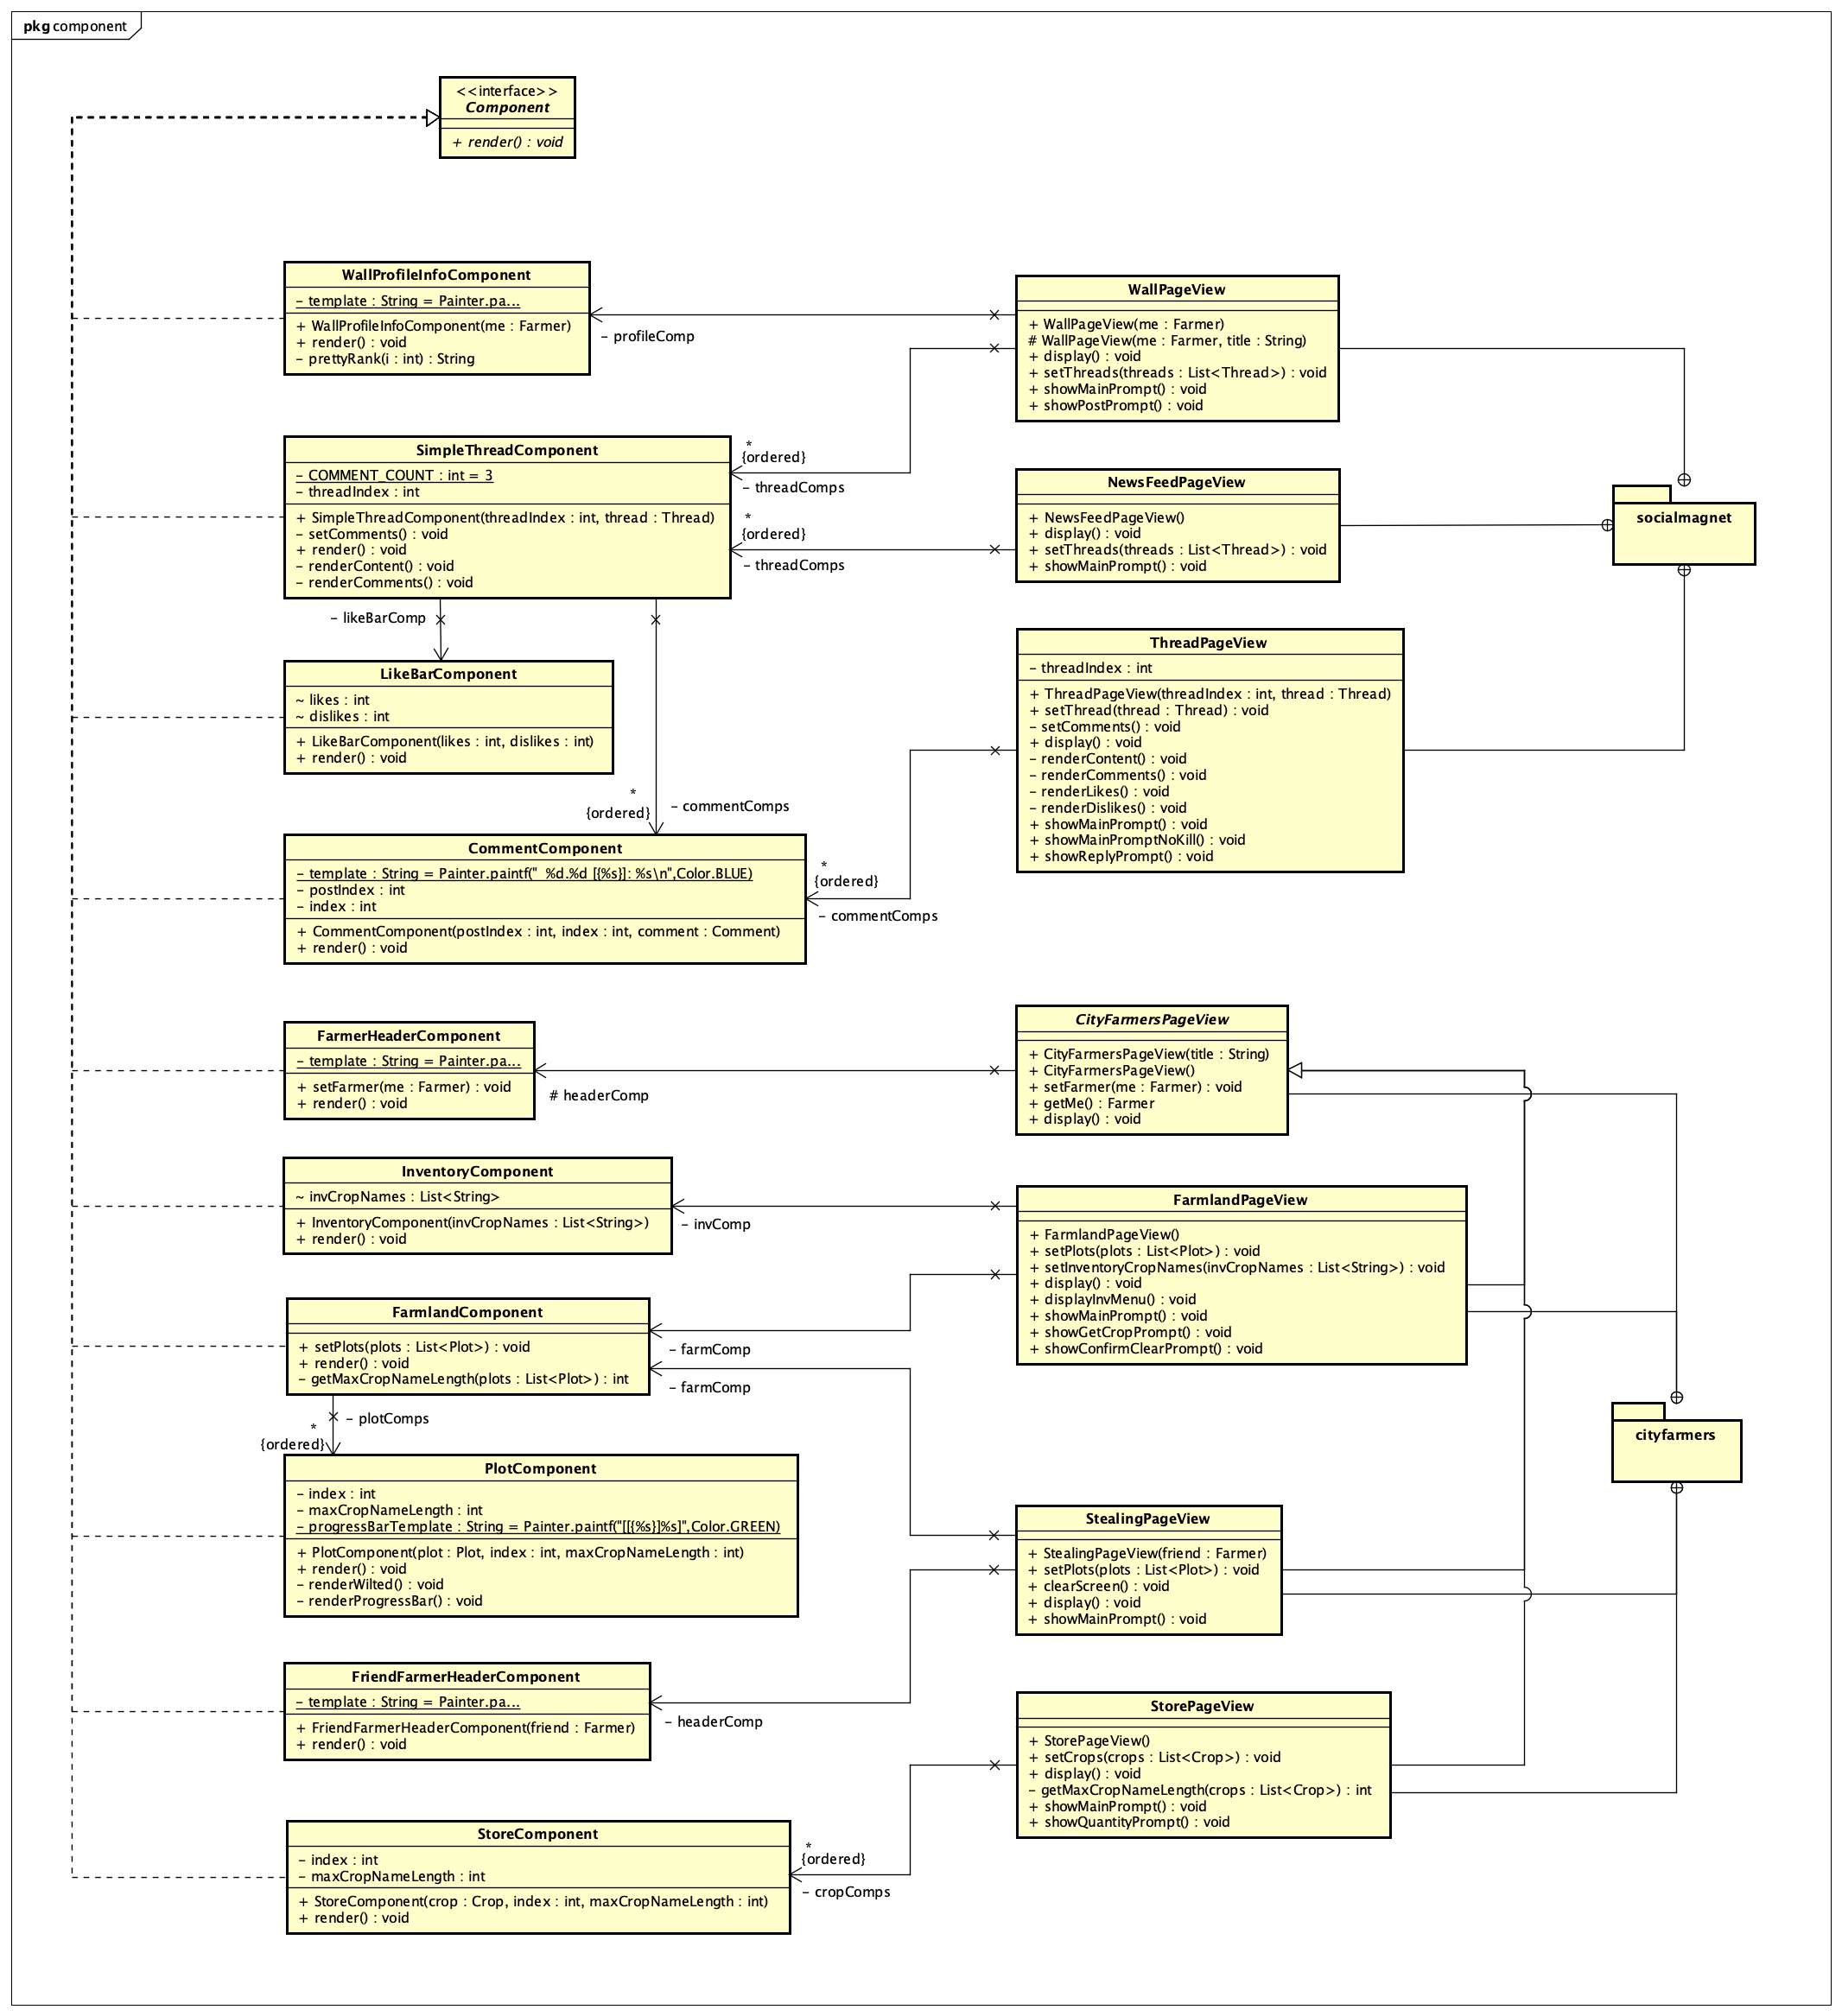 pkg component
<<interface>>
Component
+ render() : void
WallProfileInfoComponent
- template : String = Painter.pa...
+ WallProfileInfoComponent(me : Farmer)
+ render() : void
- prettyRank(i : int) : String
- profileComp
WallPageView
+ WallPageView(me : Farmer)
# WallPageView(me : Farmer, title : String)
+ display() : void
+ setThreads(threads : List<Thread>) : void
+ showMainPrompt() : void
+ showPostPrompt() : void
SimpleThreadComponent
- COMMENT_COUNT : int = 3
- threadIndex : int
+ SimpleThreadComponent(threadIndex : int, thread : Thread)
- setComments() : void
+ render() : void
- renderContent() : void
- renderComments() : void
*
{ordered}
- threadComps
*
{ordered}
- threadComps
NewsFeedPageView
+ NewsFeedPageView()
+ display() : void
+ setThreads(threads : List<Thread>) : void
+ showMainPrompt() : void
socialmagnet
- likeBarComp
LikeBarComponent
~ likes : int
~ dislikes : int
+ LikeBarComponent(likes : int, dislikes : int)
+ render() : void
*
{ordered}
- commentComps
ThreadPageView
- threadIndex : int
+ ThreadPageView(threadIndex : int, thread : Thread)
+ setThread(thread : Thread) : void
- setComments() : void
+ display() : void
- renderContent() : void
- renderComments() : void
- renderLikes() : void
- renderDislikes() : void
+ showMainPrompt() : void
+ showMainPromptNoKill() : void
+ showReplyPrompt() : void
CommentComponent
- template : String = Painter.paintf("  %d.%d [{%s}]: %s\n",Color.BLUE)
- postIndex : int
- index : int
+ CommentComponent(postIndex : int, index : int, comment : Comment)
+ render() : void
*
{ordered}
- commentComps
FarmerHeaderComponent
- template : String = Painter.pa...
+ setFarmer(me : Farmer) : void
+ render() : void
# headerComp
CityFarmersPageView
+ CityFarmersPageView(title : String)
+ CityFarmersPageView()
+ setFarmer(me : Farmer) : void
+ getMe() : Farmer
+ display() : void
InventoryComponent
~ invCropNames : List<String>
+ InventoryComponent(invCropNames : List<String>)
+ render() : void
- invComp
FarmlandPageView
+ FarmlandPageView()
+ setPlots(plots : List<Plot>) : void
+ setInventoryCropNames(invCropNames : List<String>) : void
+ display() : void
+ displayInvMenu() : void
+ showMainPrompt() : void
+ showGetCropPrompt() : void
+ showConfirmClearPrompt() : void
FarmlandComponent
+ setPlots(plots : List<Plot>) : void
+ render() : void
- getMaxCropNameLength(plots : List<Plot>) : int
- farmComp
- farmComp
cityfarmers
- plotComps
*
{ordered}
PlotComponent
- index : int
- maxCropNameLength : int
- progressBarTemplate : String = Painter.paintf("[[{%s}]%s]",Color.GREEN)
+ PlotComponent(plot : Plot, index : int, maxCropNameLength : int)
+ render() : void
- renderWilted() : void
- renderProgressBar() : void
StealingPageView
+ StealingPageView(friend : Farmer)
+ setPlots(plots : List<Plot>) : void
+ clearScreen() : void
+ display() : void
+ showMainPrompt() : void
FriendFarmerHeaderComponent
- template : String = Painter.pa...
+ FriendFarmerHeaderComponent(friend : Farmer)
+ render() : void
- headerComp
StorePageView
+ StorePageView()
+ setCrops(crops : List<Crop>) : void
+ display() : void
- getMaxCropNameLength(crops : List<Crop>) : int
+ showMainPrompt() : void
+ showQuantityPrompt() : void
StoreComponent
- index : int
- maxCropNameLength : int
+ StoreComponent(crop : Crop, index : int, maxCropNameLength : int)
+ render() : void
*
{ordered}
- cropComps